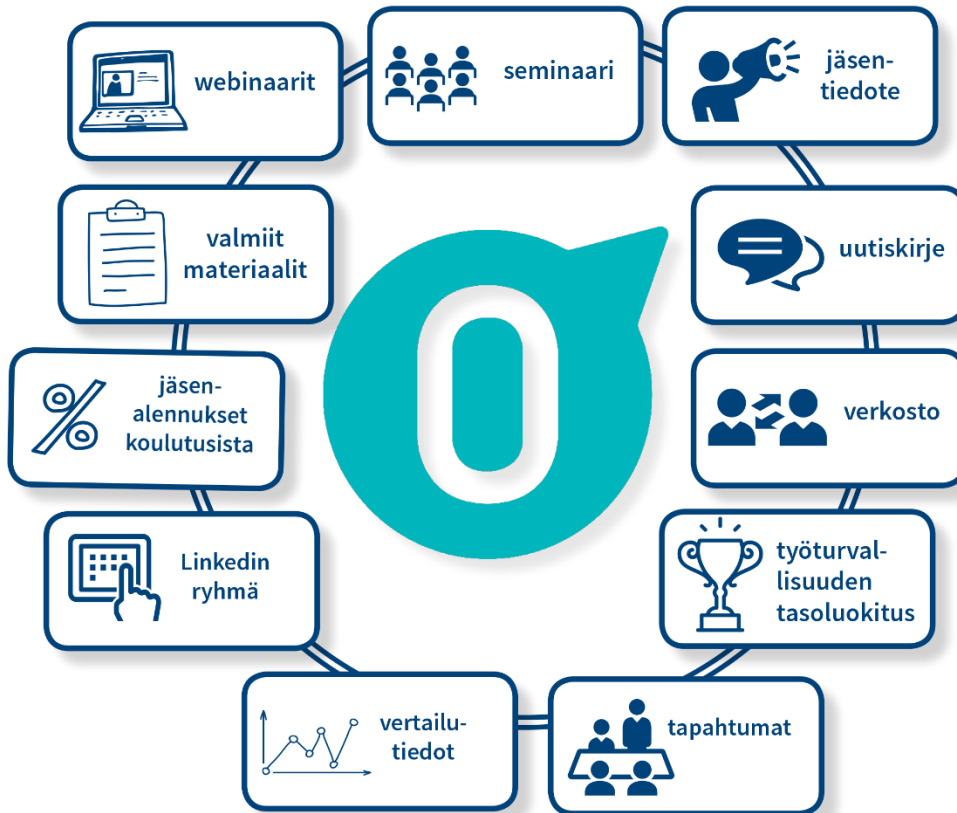 webinaarit
seminaari
jäsen-
tiedote
uutiskirje
verkosto
työturval-
lisuuden
tasoluokitus
tapahtumat
vertailu-
tiedot
Linkedin
ryhmä
jäsen-
alennukset
koulutusista
valmiit
materiaalit
0